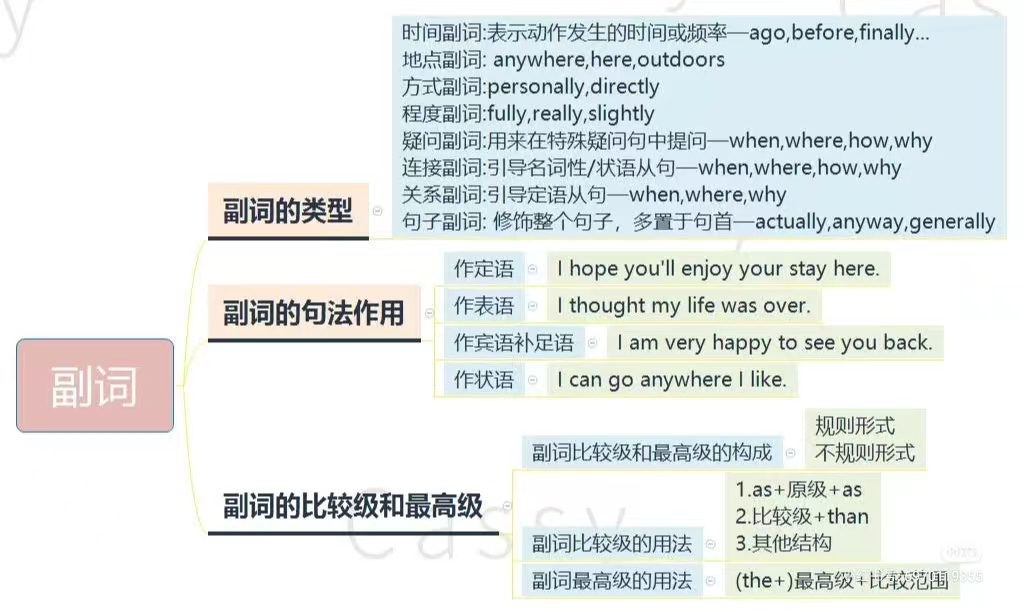 时间副词:表示动作发生的时间或频率—ago,before,finally...
地点副词: anywhere,here,outdoors
方式副词:personally,directly
程度副词:fully,really,slightly
疑问副词:用来在特殊疑问句中提问—when,where,how,why
连接副词:引导名词性/状语从句—when,where,how,why
关系副词:引导定语从句—when,where,why
句子副词: 修饰整个句子，多置于句首—actually,anyway,generally
副词的类型
作定语
I hope you'll enjoy your stay here.
副词的句法作用
作表语
I thought my life was over.
作宾语补足语
I am very happy to see you back.
作状语
I can go anywhere I like.
副词
副词比较级和最高级的构成
规则形式
不规则形式
副词的比较级和最高级
副词比较级的用法
1.as+原级+as
2.比较级+than
3.其他结构
副词最高级的用法
(the+)最高级+比较范围
Cassy